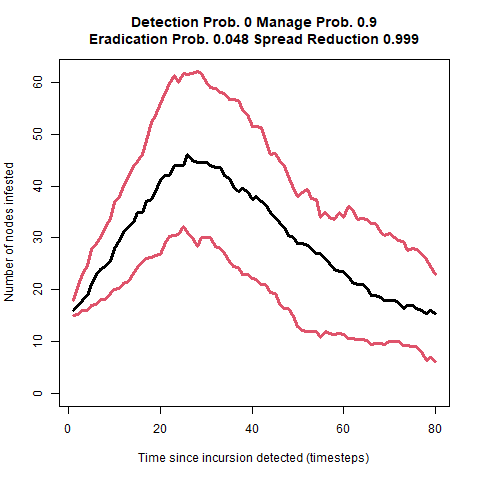 Detection Prob. 0 Manage Prob. 0.9
Eradication Prob. 0.048 Spread Reduction 0.999
Number of nodes infested
60
50
40
30
20
10
0
0 20 40 60 80
Time since incursion detected (timesteps)